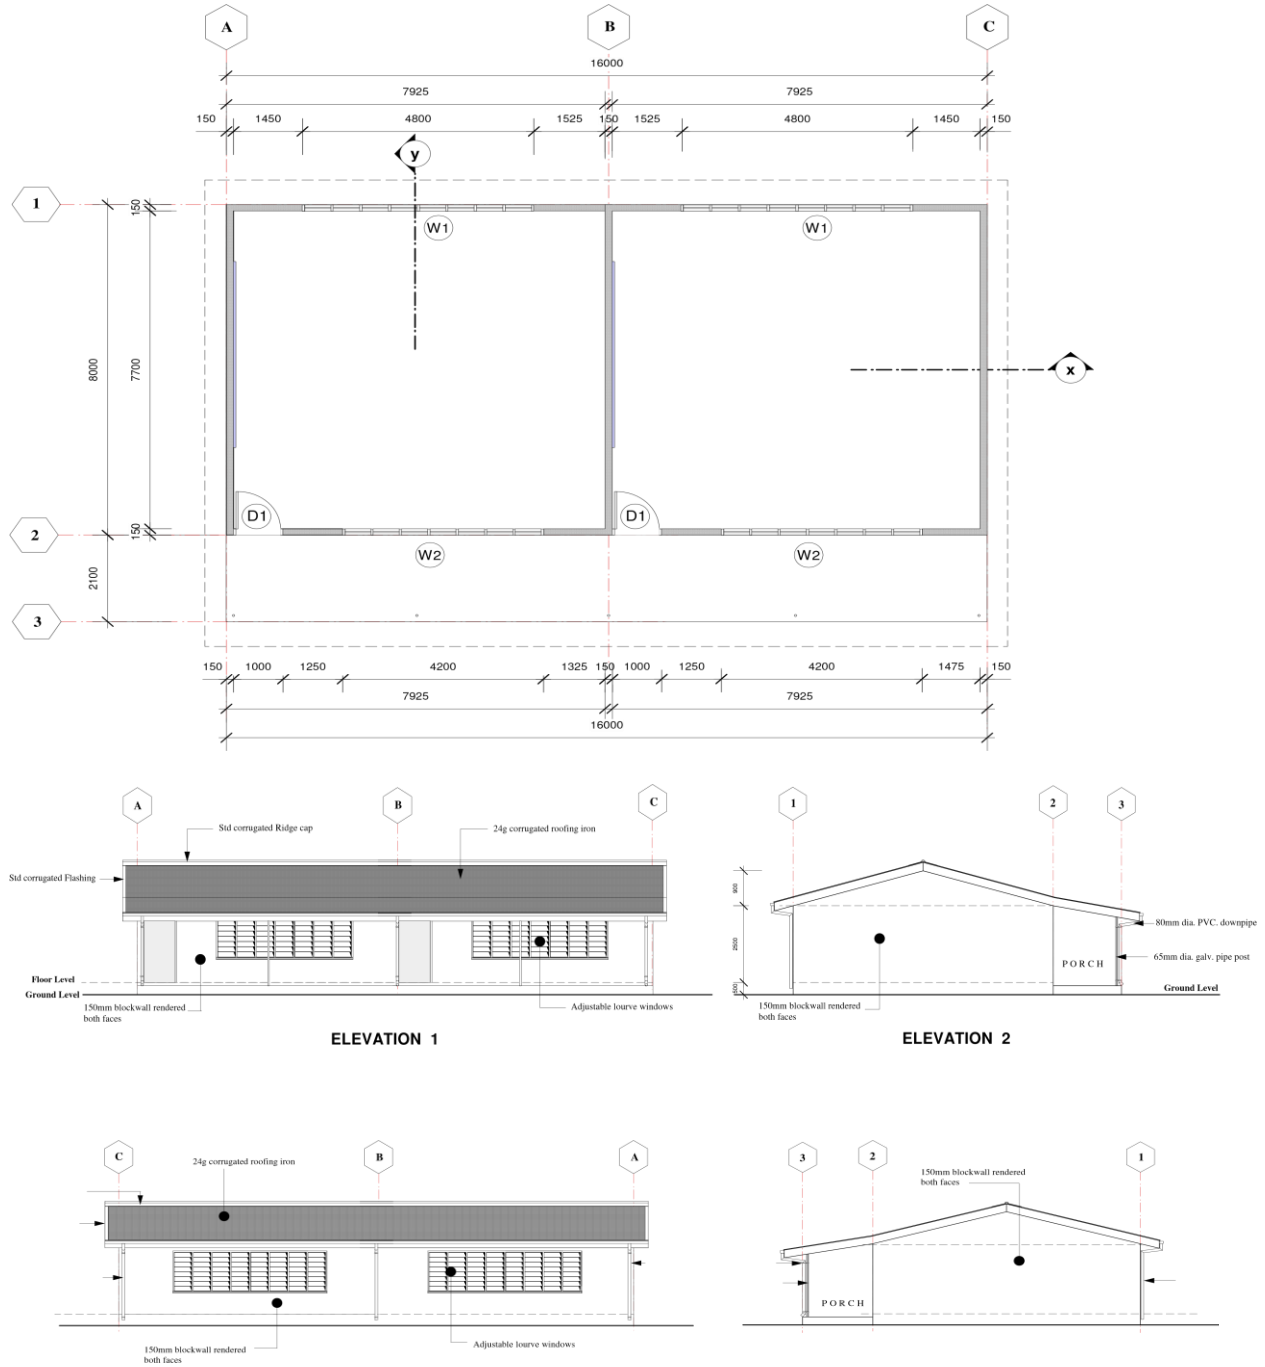 A B C
16000
7925 7925
150 1450 4800 1525 150 1525 4800 1450 150
y
1
150
W1 W1
8000
7700
x
D1 D1
150
2
W2 W2
2100
3
150 1000 1250 4200 1325 150 1000 1250 4200 1475 150
7925 7925
16000
A B C
Std corrugated Ridge cap
24g corrugated roofing iron
Std corrugated Flashing
Floor Level
Ground Level
150mm blockwall rendered
both faces
Adjustable lourve windows
ELEVATION 1
1 2 3
900
2500
500
80mm dia. PVC. downpipe
65mm dia. galv. pipe post
PORCH
Ground Level
150mm blockwall rendered
both faces
ELEVATION 2
C B A
24g corrugated roofing iron
150mm blockwall rendered
both faces
Adjustable lourve windows
3 2 1
150mm blockwall rendered
both faces
PORCH